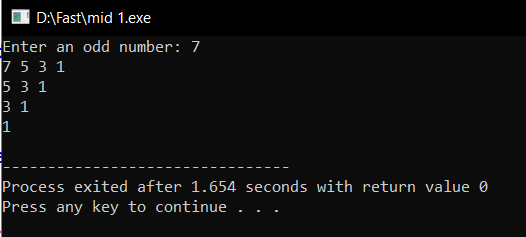 D:\Fast\mid 1.exe
Enter an odd number: 7
7 5 3 1
5 3 1
3 1
1
--------------------------------
Process exited after 1.654 seconds with return value 0
Press any key to continue . . .